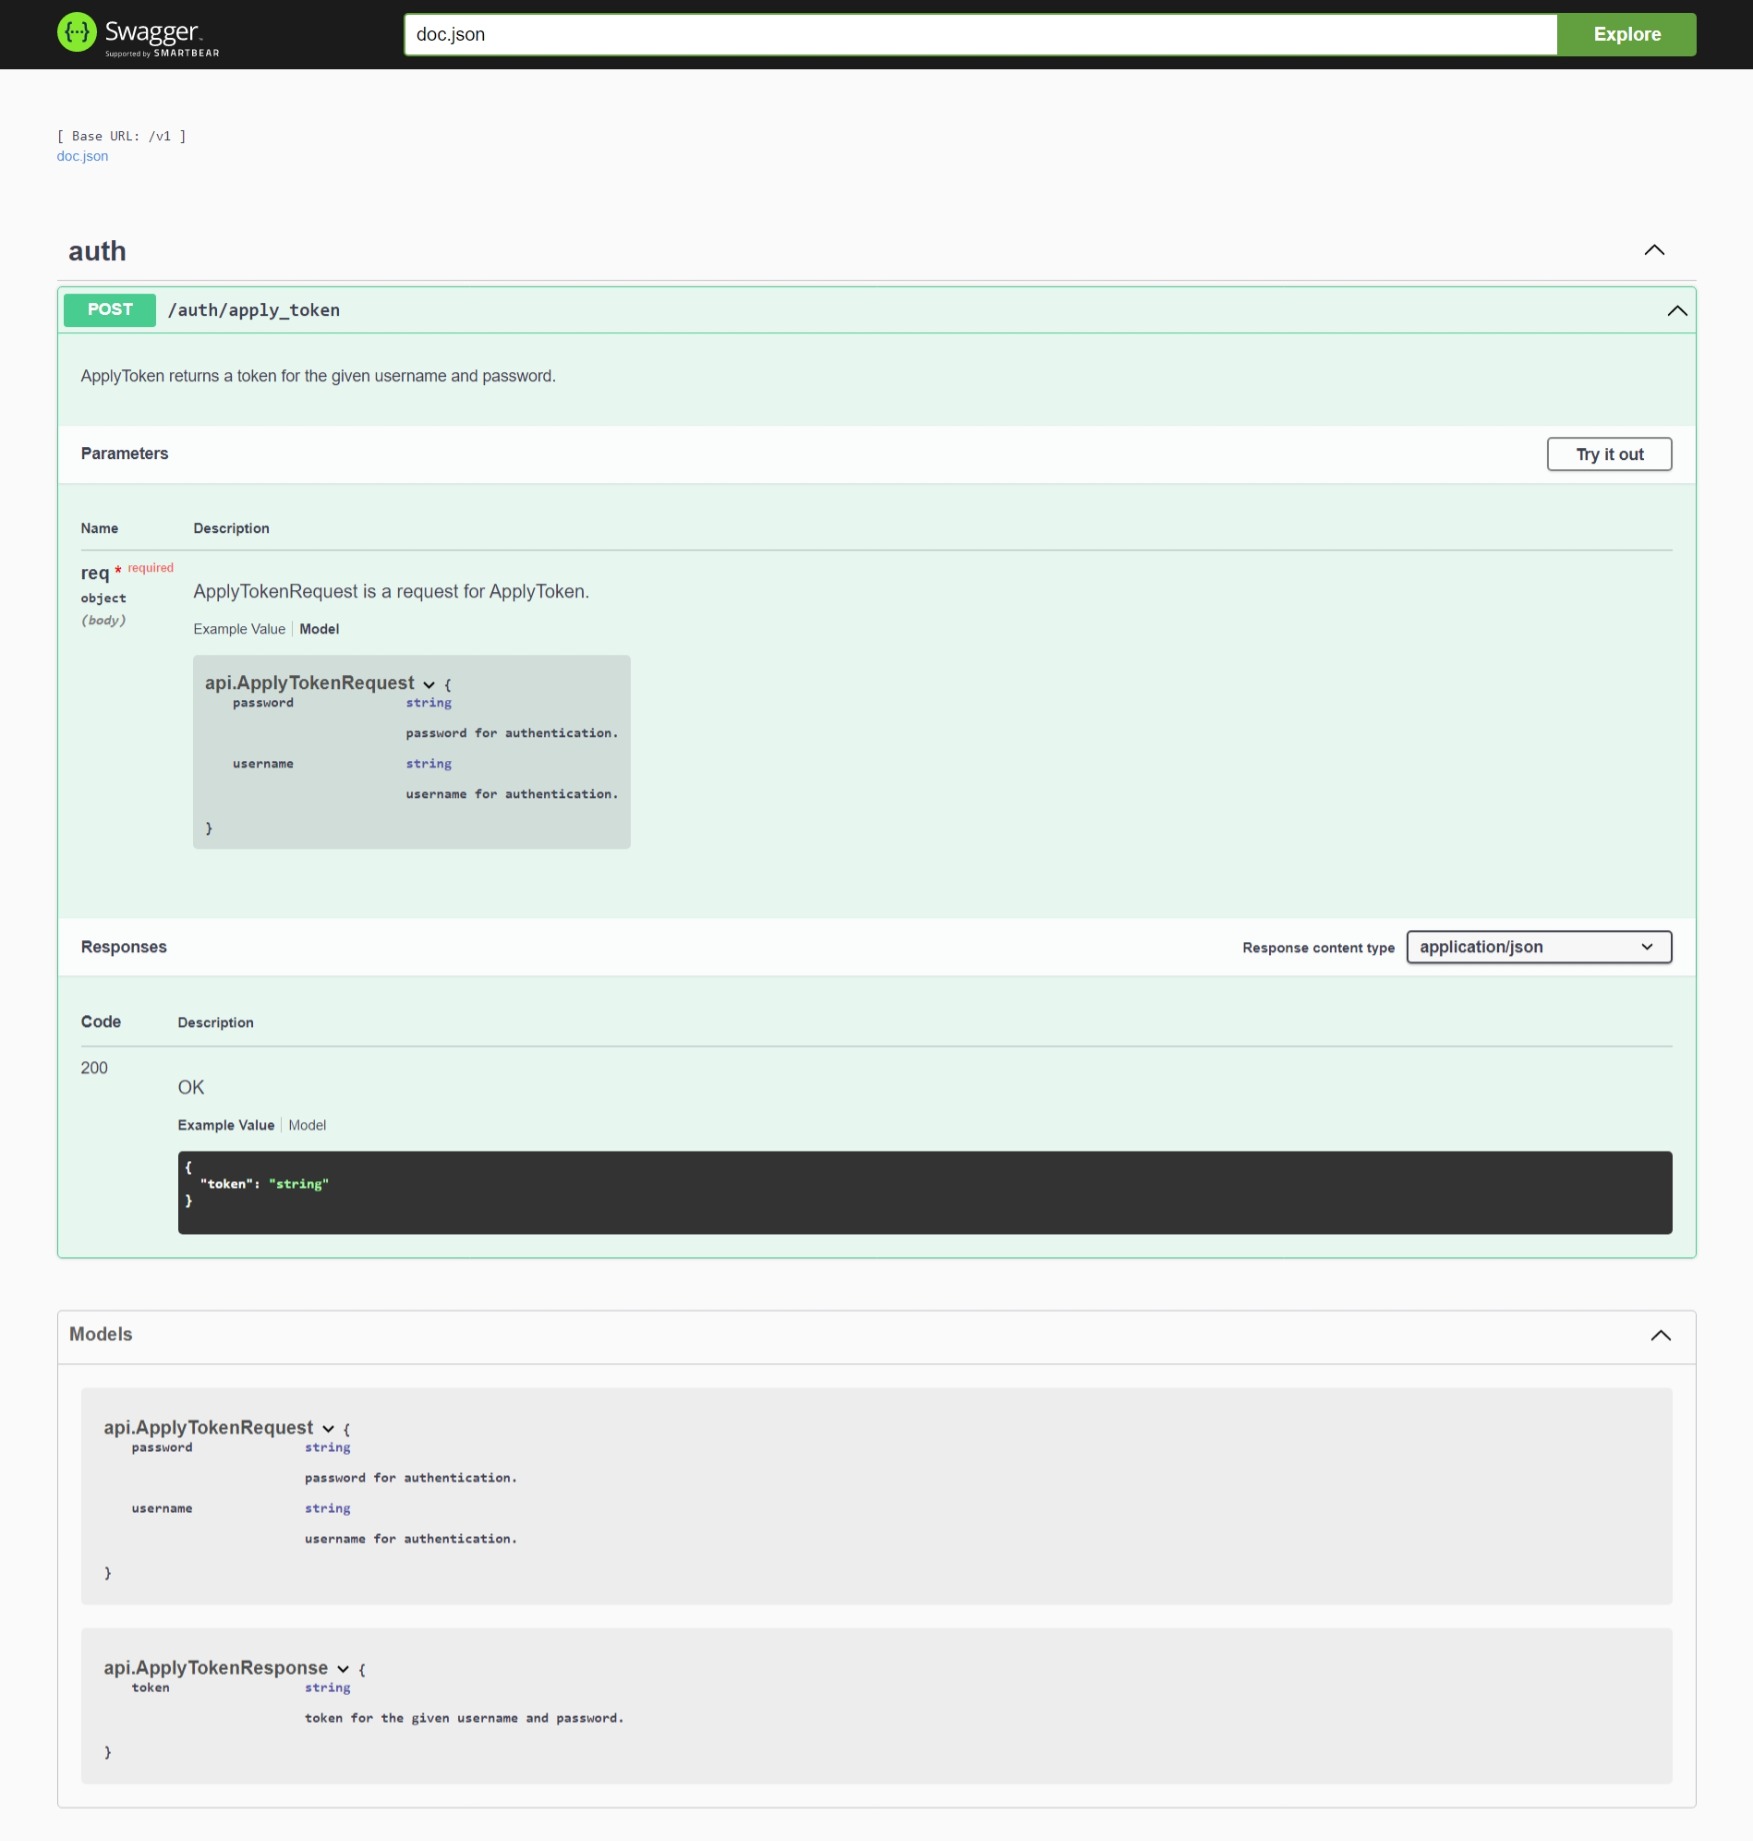 Swagger
Supported by SMARTBEAR
doc.json
Explore
[ Base URL: /v1 ]
doc.json
auth
POST /auth/apply_token
ApplyToken returns a token for the given username and password.
Parameters
Try it out
Name Description
req * required
object
(body)
ApplyTokenRequest is a request for ApplyToken.
Example Value Model
api.ApplyTokenRequest {
password string
password for authentication.
username string
username for authentication.
}
Responses
Response content type application/json
Code Description
200
OK
Example Value Model
{
"token": "string"
}
Models
api.ApplyTokenRequest {
password string
password for authentication.
username string
username for authentication.
}
api.ApplyTokenResponse {
token string
token for the given username and password.
}